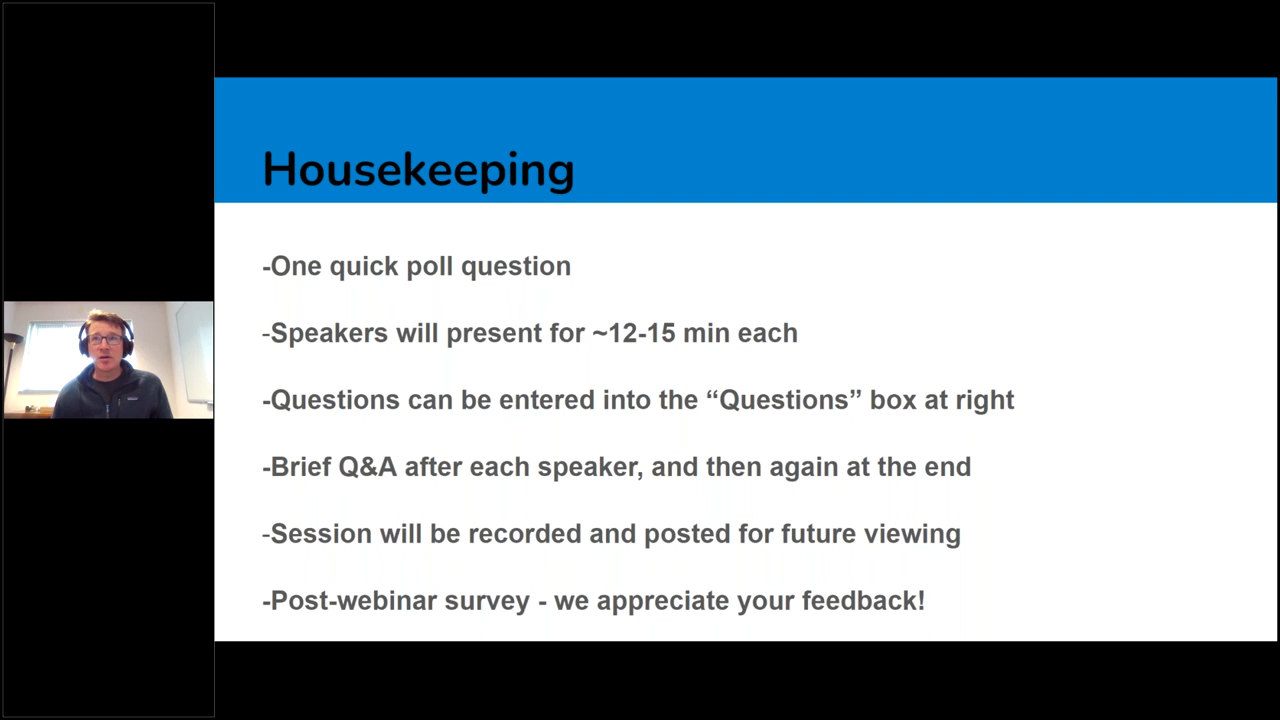 Housekeeping
-One quick poll question
-Speakers will present for ~12-15 min each
-Questions can be entered into the “Questions” box at right
-Brief Q&A after each speaker, and then again at the end
-Session will be recorded and posted for future viewing
-Post-webinar survey - we appreciate your feedback!